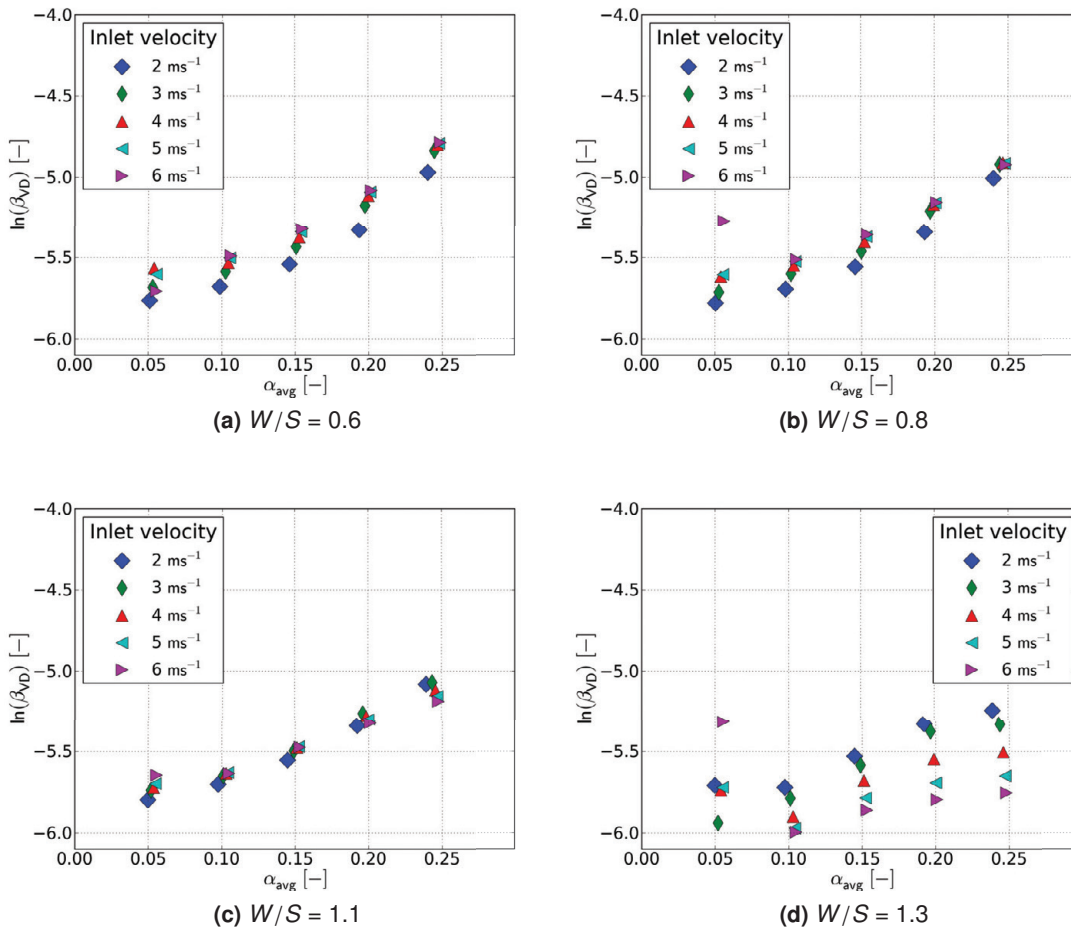 −4.0
−4.5
−5.0
−5.5
−6.0
ln(βVD) [−]
Inlet velocity
2 ms⁻¹
3 ms⁻¹
4 ms⁻¹
5 ms⁻¹
6 ms⁻¹
0.00 0.05 0.10 0.15 0.20 0.25
αavg [−]
(a) W/S = 0.6
−4.0
−4.5
−5.0
−5.5
−6.0
ln(βVD) [−]
Inlet velocity
2 ms⁻¹
3 ms⁻¹
4 ms⁻¹
5 ms⁻¹
6 ms⁻¹
0.00 0.05 0.10 0.15 0.20 0.25
αavg [−]
(b) W/S = 0.8
−4.0
−4.5
−5.0
−5.5
−6.0
ln(βVD) [−]
Inlet velocity
2 ms⁻¹
3 ms⁻¹
4 ms⁻¹
5 ms⁻¹
6 ms⁻¹
0.00 0.05 0.10 0.15 0.20 0.25
αavg [−]
(c) W/S = 1.1
−4.0
−4.5
−5.0
−5.5
−6.0
ln(βVD) [−]
Inlet velocity
2 ms⁻¹
3 ms⁻¹
4 ms⁻¹
5 ms⁻¹
6 ms⁻¹
0.00 0.05 0.10 0.15 0.20 0.25
αavg [−]
(d) W/S = 1.3